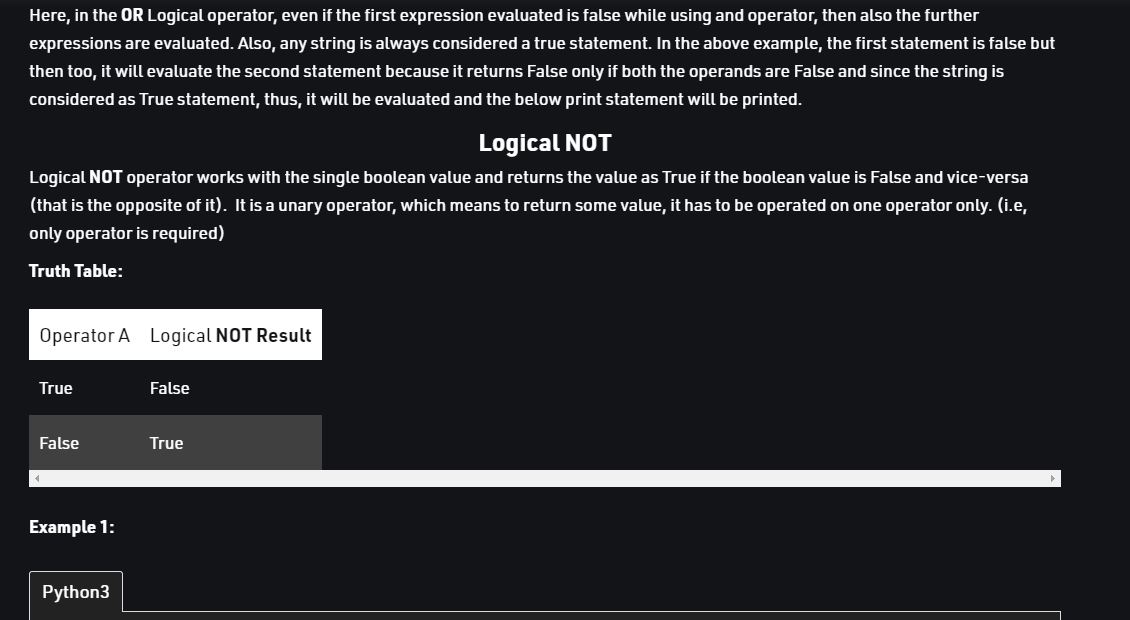 Here, in the OR Logical operator, even if the first expression evaluated is false while using and operator, then also the further
expressions are evaluated. Also, any string is always considered a true statement. In the above example, the first statement is false but
then too, it will evaluate the second statement because it returns False only if both the operands are False and since the string is
considered as True statement, thus, it will be evaluated and the below print statement will be printed.
Logical NOT
Logical NOT operator works with the single boolean value and returns the value as True if the boolean value is False and vice-versa
(that is the opposite of it).  It is a unary operator, which means to return some value, it has to be operated on one operator only. (i.e,
only operator is required)
Truth Table:
Operator A Logical NOT Result
True False
False True
Example 1:
Python3